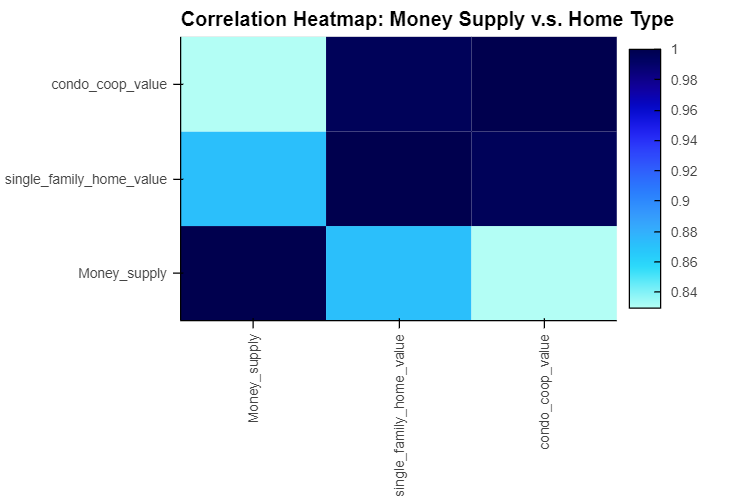 Correlation Heatmap: Money Supply v.s. Home Type
condo_coop_value
single_family_home_value
Money_supply
Money_supply
single_family_home_value
condo_coop_value
1
0.98
0.96
0.94
0.92
0.9
0.88
0.86
0.84